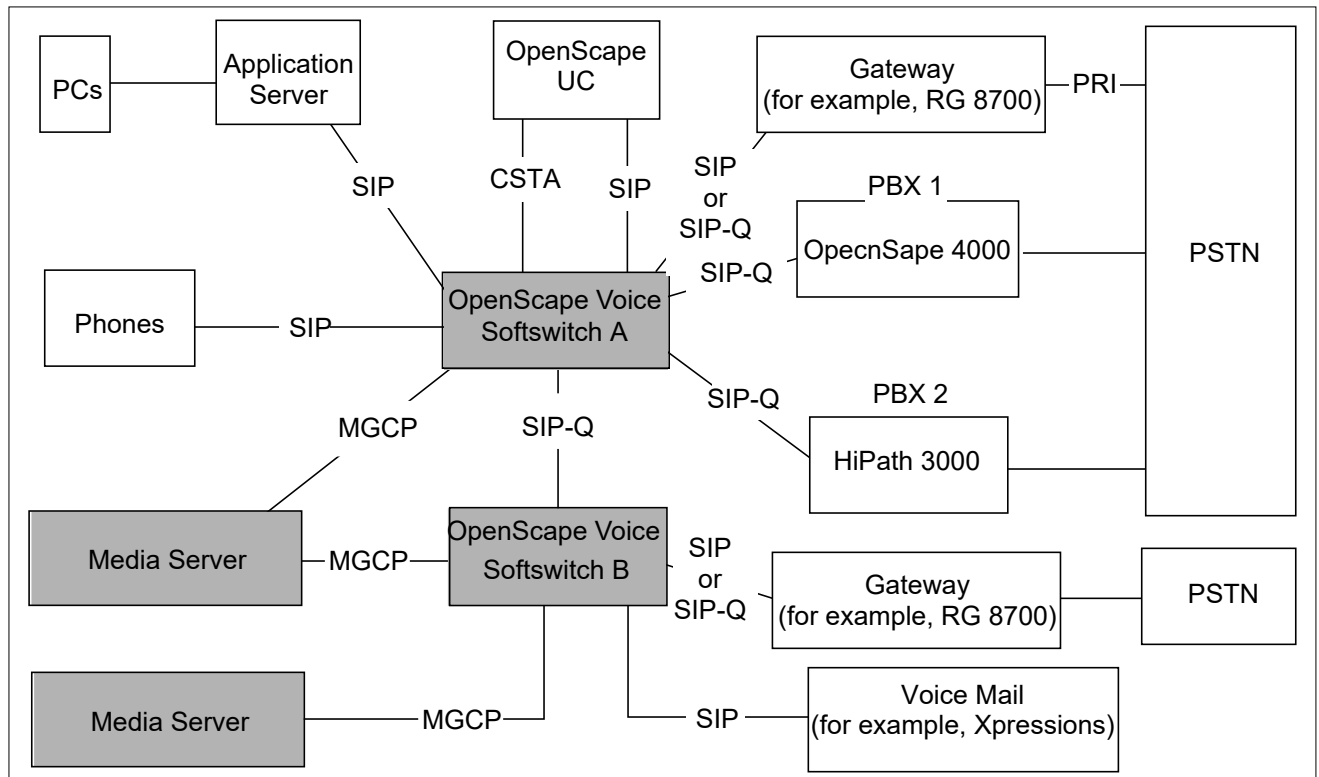 PCs
Application
Server
OpenScape
UC
Gateway
(for example, RG 8700)
PRI
PSTN
SIP
CSTA
SIP
SIP
or
SIP-Q
PBX 1
OpecnSape 4000
SIP-Q
Phones
SIP
OpenScape Voice
Softswitch A
MGCP
SIP-Q
SIP-Q
PBX 2
HiPath 3000
Media Server
MGCP
OpenScape Voice
Softswitch B
SIP
or
SIP-Q
Gateway
(for example, RG 8700)
PSTN
Media Server
MGCP
SIP
Voice Mail
(for example, Xpressions)